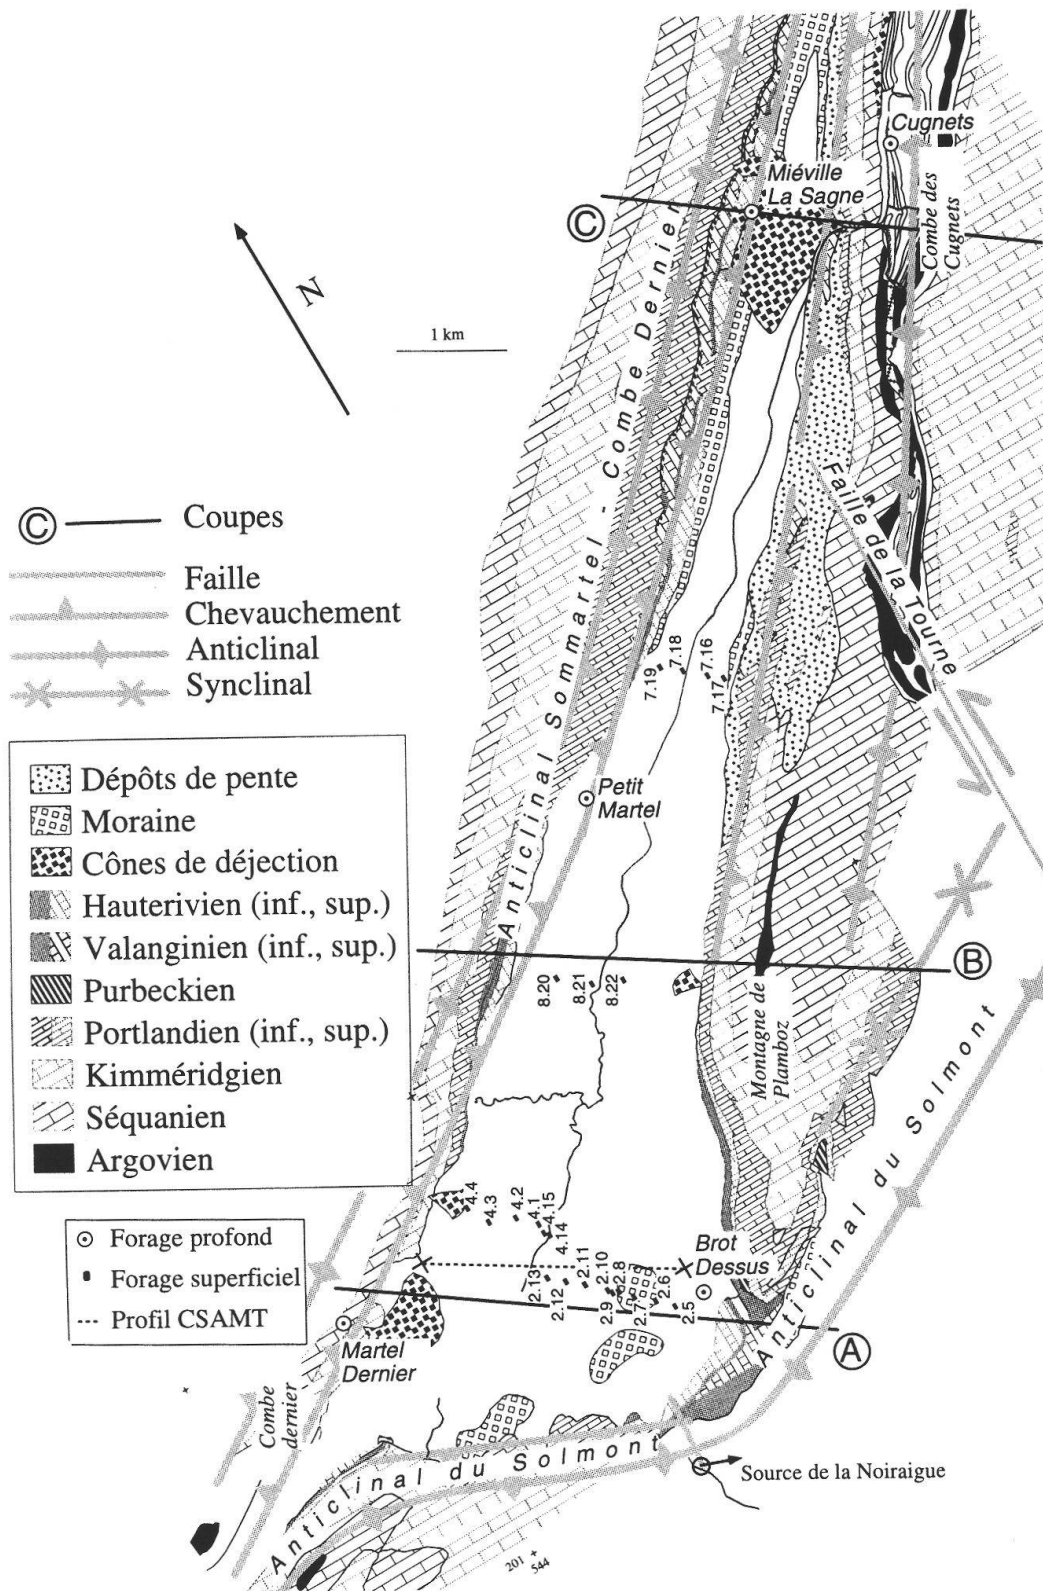 Cugnets
Miéville
La Sagne
Combe des
Cugnets
C
N
1 km
Anticlinal Sommartel - Combe Dernier
Faille de la Tourne
C Coupes
Faille
Chevauchement
Anticlinal
Synclinal
7.19
7.18
7.16
7.17
Petit
Martel
Dépôts de pente
Moraine
Cônes de déjection
Hauterivien (inf., sup.)
Valanginien (inf., sup.)
Purbeckien
Portlandien (inf., sup.)
Kimméridgien
Séquanien
Argovien
B
8.20
8.21
8.22
Montagne de
Plamboz
Anticlinal du Solmont
4.4
4.3
4.2
4.1
4.15
4.14
2.13
2.12
2.11
2.10
2.9
2.8
2.7
2.6
2.5
Brot
Dessus
Forage profond
Forage superficiel
Profil CSAMT
A
Martel
Dernier
Combe
dernier
Anticlinal du Solmont
Source de la Noiraigue
201
544